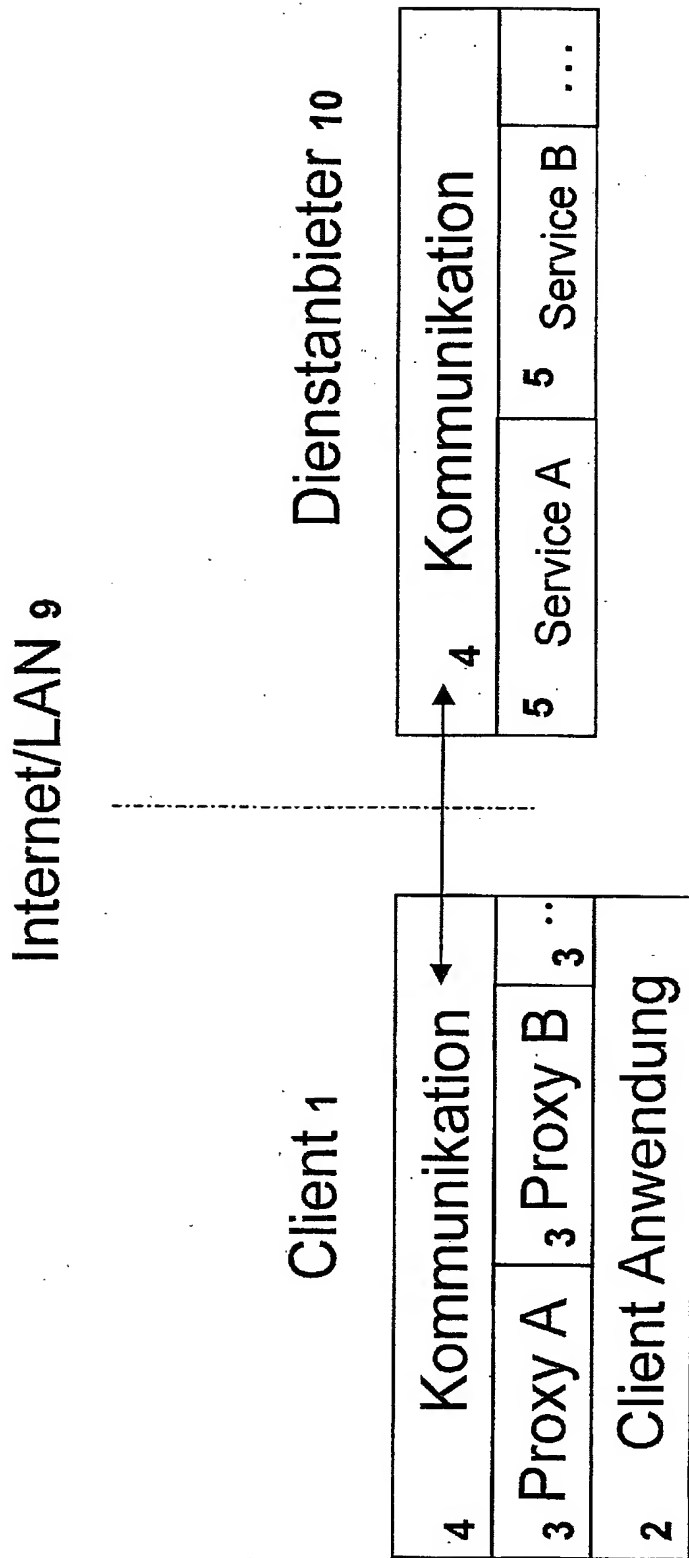 Internet/LAN 9
Client 1
Dienstanbieter 10
4 Kommunikation
3 Proxy A
3 Proxy B
3 ..
2 Client Anwendung
4 Kommunikation
5 Service A
5 Service B
...